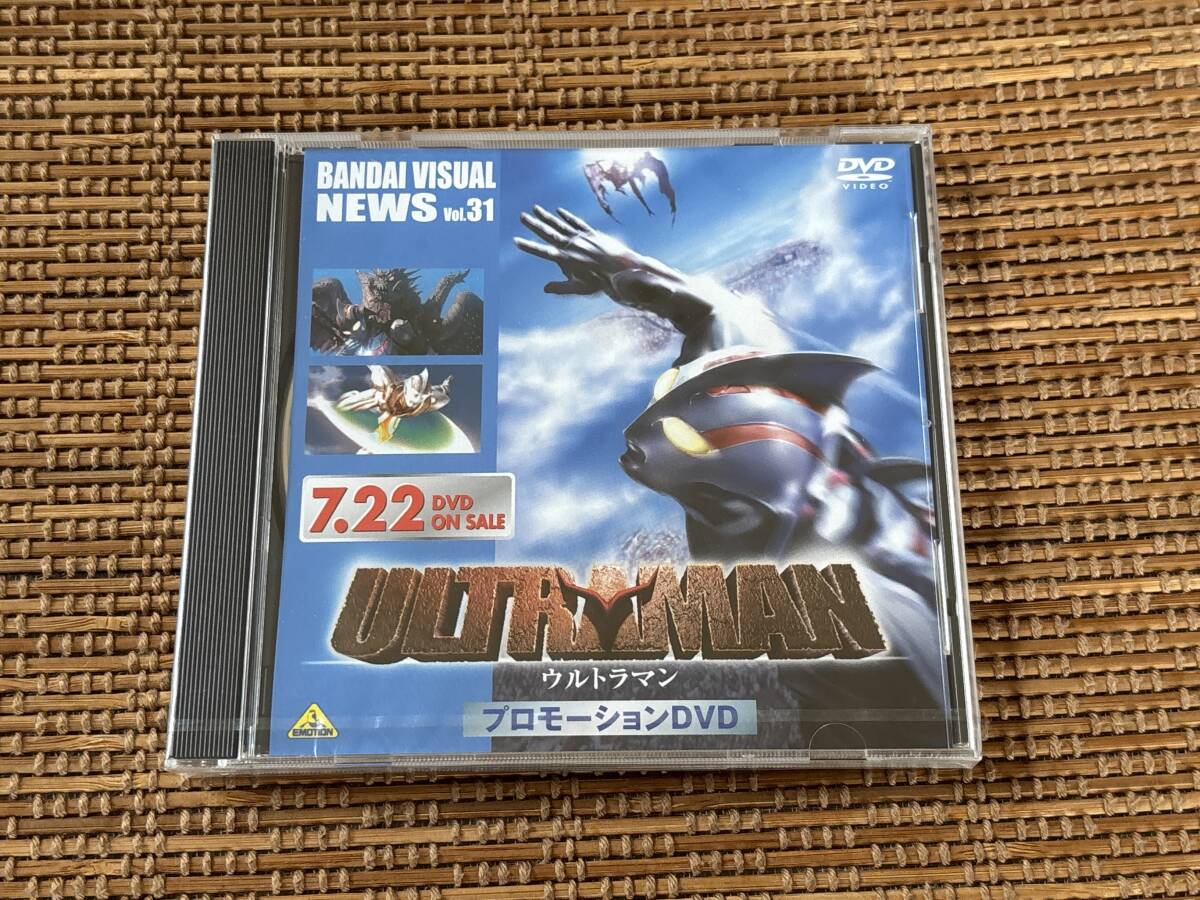 BANDAI VISUAL
NEWS Vol.31
DVD
VIDEO
7.22 DVD
ON SALE
ULTRAMAN
ウルトラマン
プロモーションDVD
EMOTION